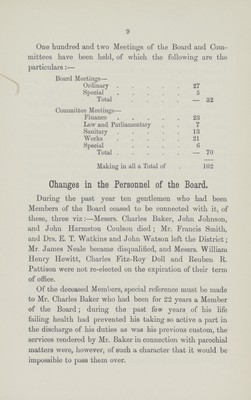 9
One hundred and two Meetings of the Board and Com-
mittees have been held, of which the following are the
particulars :—
Board Meetings—
Ordinary . . . . . 27
Special . . . . . 5
Total . . . . — 32
Committee Meetings—
Finance . . . . . 23
Law and Parliamentary . . 7
Sanitary . . . . . 13
Works . . . . . 21
Special . . . . . 6
Total . . . . — 70
Making in all a Total of . 102
Changes in the Personnel of the Board.
During the past year ten gentlemen who had been
Members of the Board ceased to be connected with it, of
these, three viz :—Messrs. Charles Baker, John Johnson,
and John Harmston Coulson died ; Mr. Francis Smith,
and Drs. E. T. Watkins and John Watson left the District ;
Mr. James Neale became disqualified, and Messrs. William
Henry Hewitt, Charles Fitz-Roy Doll and Reuben R.
Pattison were not re-elected on the expiration of their term
of office.
Of the deceased Members, special reference must be made
to Mr. Charles Baker who had been for 22 years a Member
of the Board ; during the past few years of his life
failing health had prevented his taking so active a part in
the discharge of his duties as was his previous custom, the
services rendered by Mr. Baker in connection with parochial
matters were, however, of such a character that it would be
impossible to pass them over.